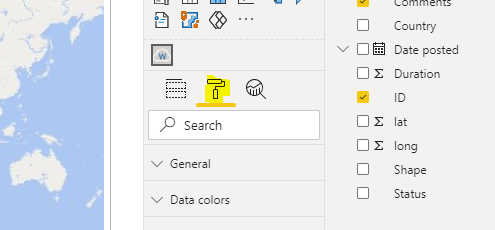 Comments
Country
Date posted
Duration
ID
lat
long
Shape
Status
W
Search
General
Data colors